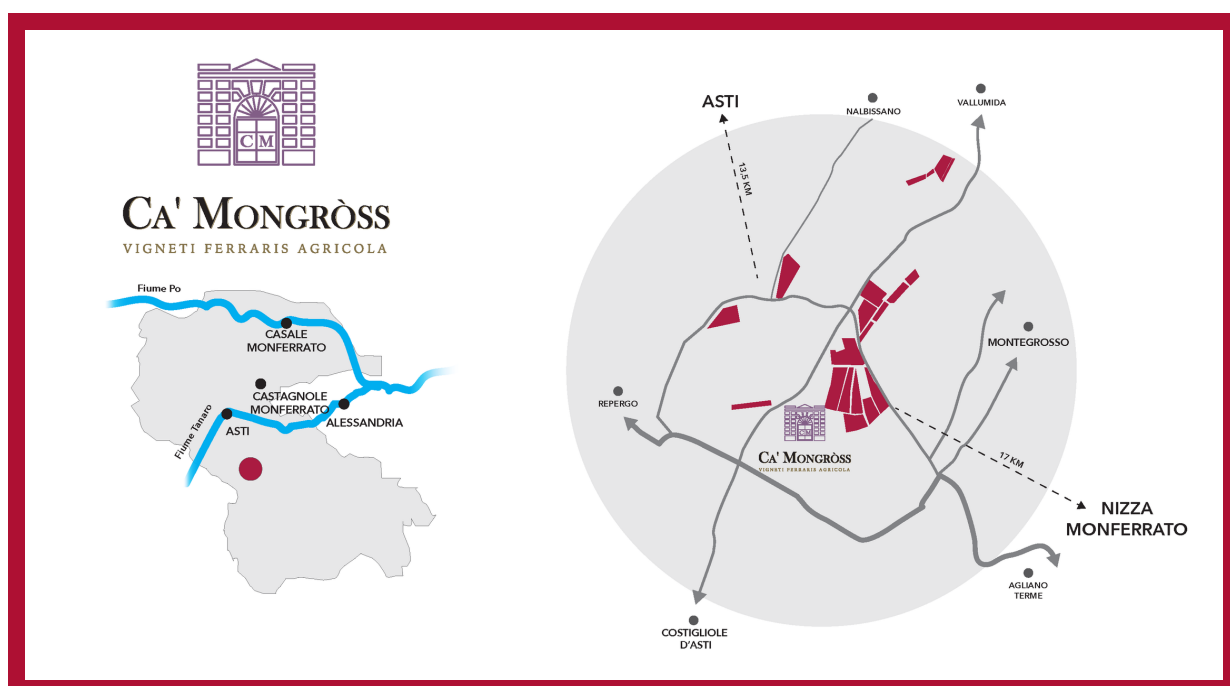 C M
CA' MONGRÒSS
VIGNETI FERRARIS AGRICOLA
Fiume Po
CASALE
MONFERRATO
CASTAGNOLE
MONFERRATO
ALESSANDRIA
ASTI
Fiume Tanaro
ASTI
13,5 KM
NALBISSANO
VALLUMIDA
MONTEGROSSO
REPERGO
CM
CA' MONGRÒSS
VIGNETI FERRARIS AGRICOLA
17 KM
NIZZA
MONFERRATO
AGLIANO
TERME
COSTIGLIOLE
D'ASTI